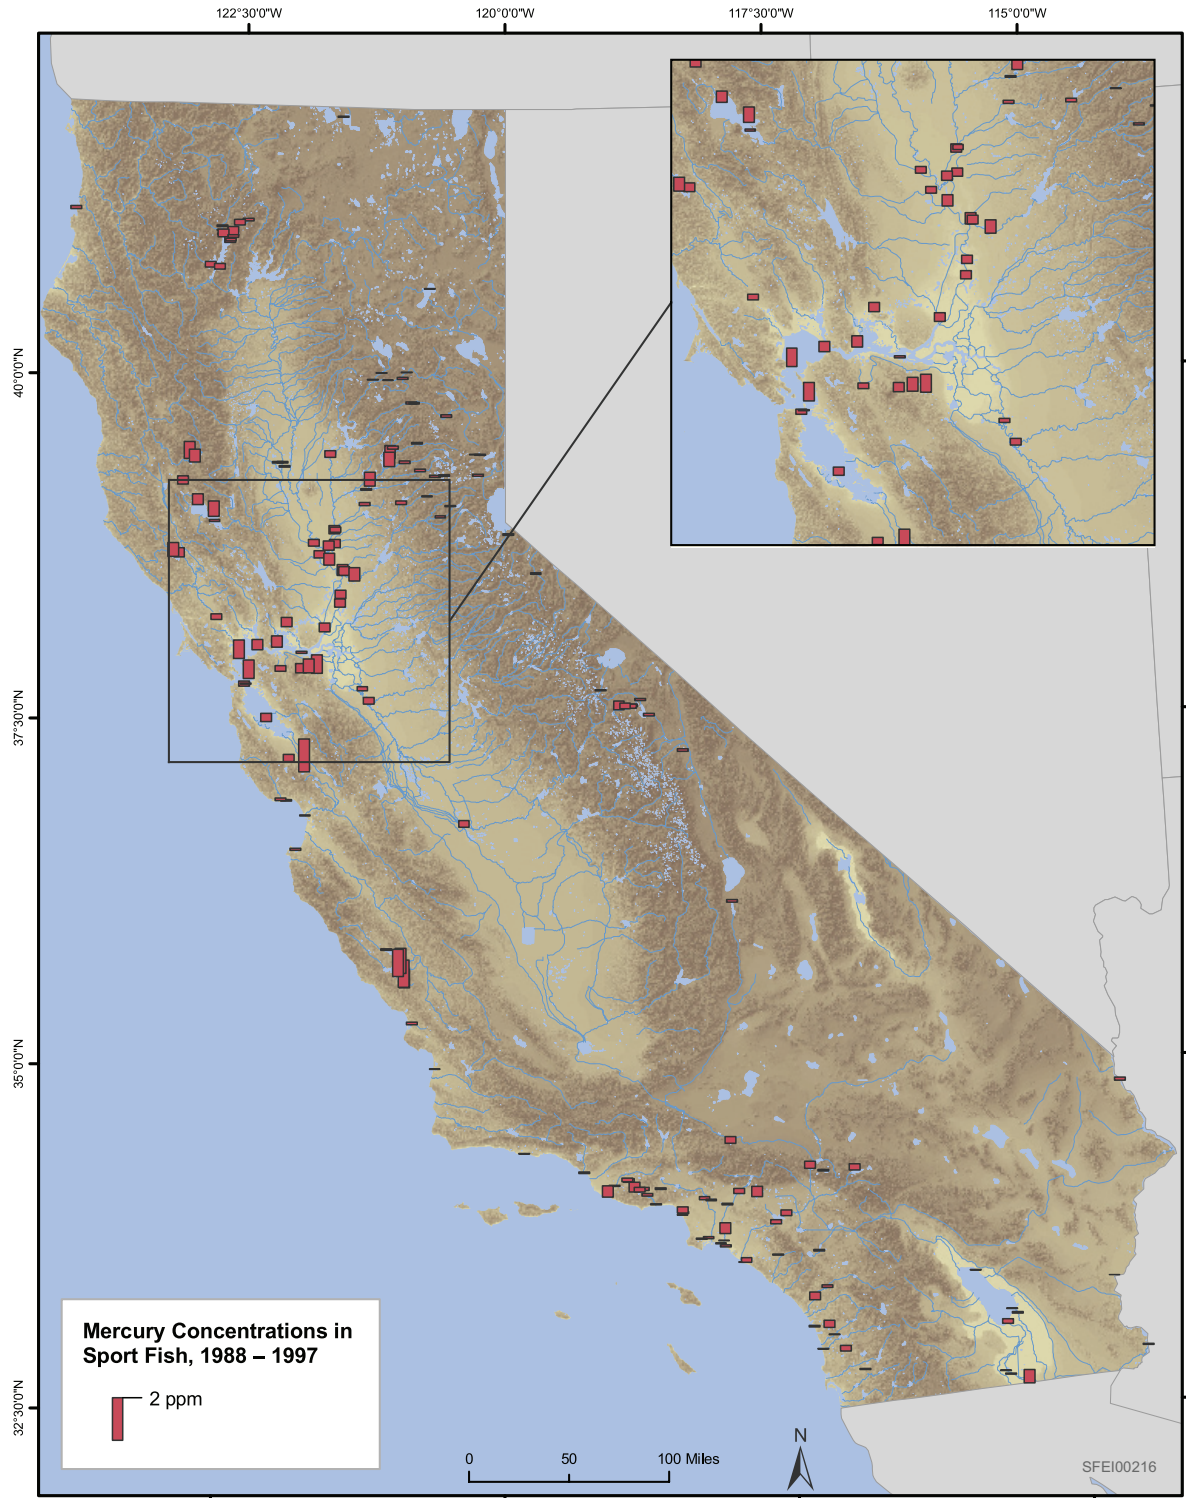 122°30'0"W
120°0'0"W
117°30'0"W
115°0'0"W
40°0'0"N
37°30'0"N
35°0'0"N
32°30'0"N
Mercury Concentrations in
Sport Fish, 1988 – 1997
2 ppm
0 50 100 Miles
N
SFEI00216